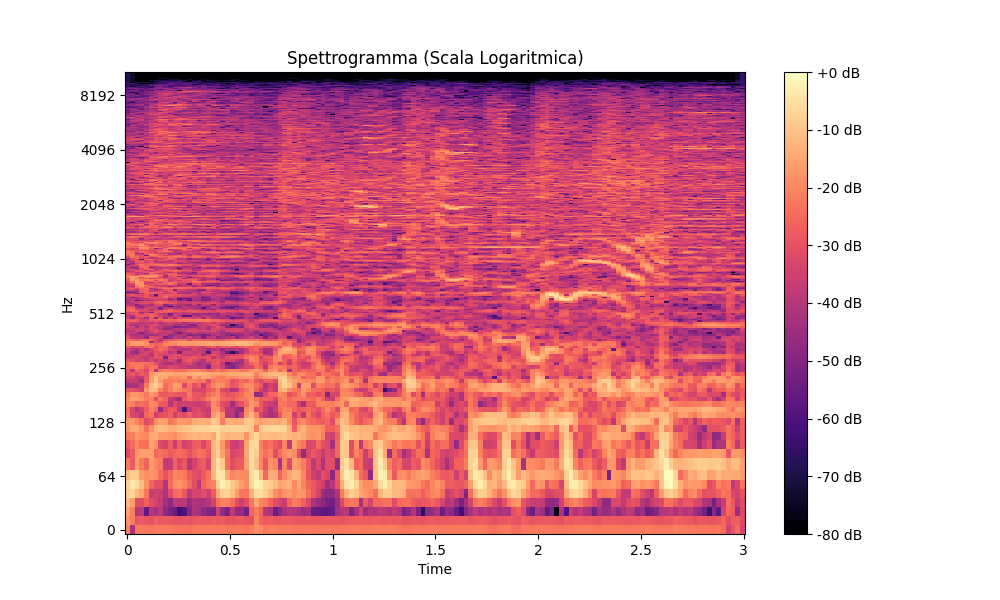 Spettrogramma (Scala Logaritmica)
Hz
8192
4096
2048
1024
512
256
128
64
0
0 0.5 1 1.5 2 2.5 3
Time
+0 dB
-10 dB
-20 dB
-30 dB
-40 dB
-50 dB
-60 dB
-70 dB
-80 dB